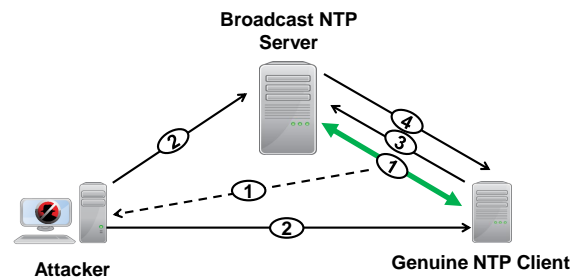 Broadcast NTP
Server
4
3
2
1
1
2
Attacker
Genuine NTP Client